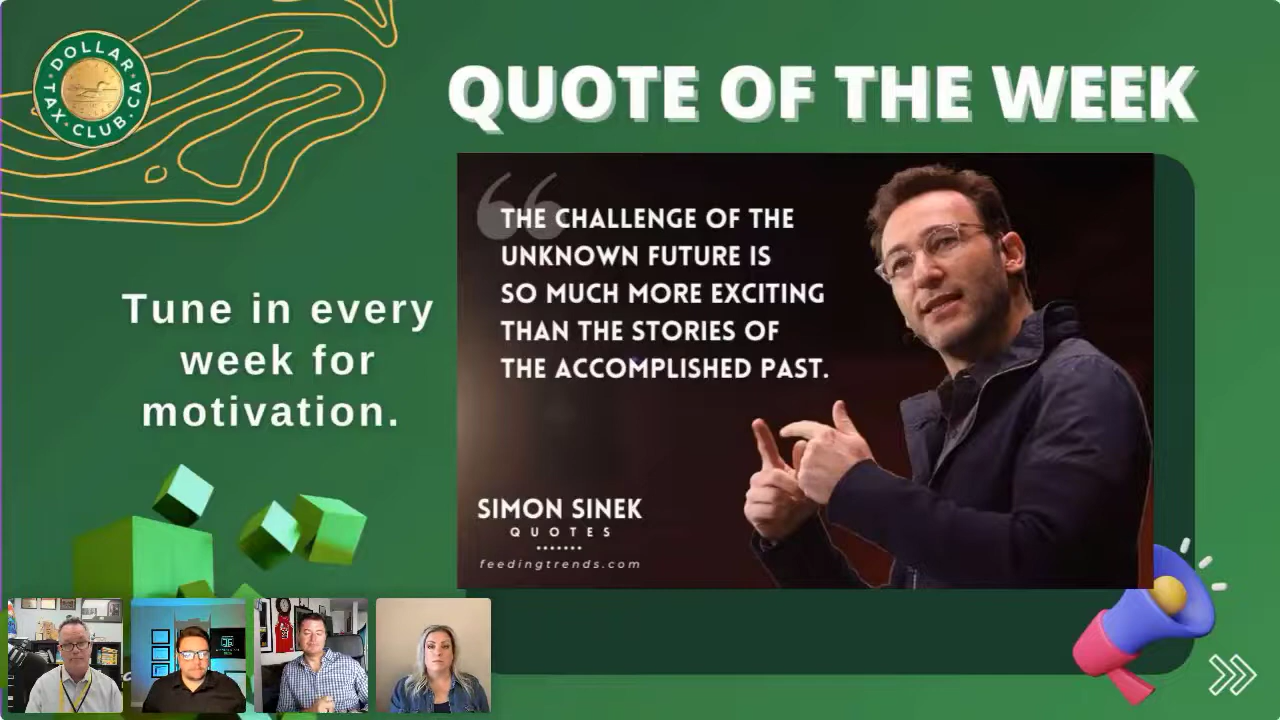 DOLLAR
TAX CLUB.CA
QUOTE OF THE WEEK
THE CHALLENGE OF THE
UNKNOWN FUTURE IS
SO MUCH MORE EXCITING
THAN THE STORIES OF
THE ACCOMPLISHED PAST.
SIMON SINEK
QUOTES
feedingtrends.com
Tune in every
week for
motivation.